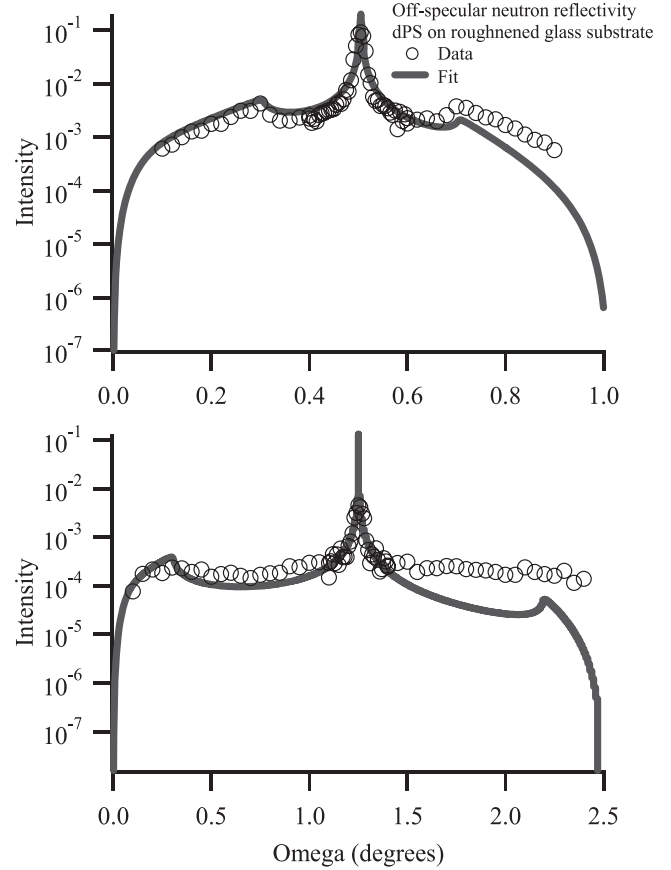 Off-specular neutron reflectivity
dPS on roughnened glass substrate
Data
Fit
Intensity
10⁻¹
10⁻²
10⁻³
10⁻⁴
10⁻⁵
10⁻⁶
10⁻⁷
0.0 0.2 0.4 0.6 0.8 1.0
Intensity
10⁻¹
10⁻²
10⁻³
10⁻⁴
10⁻⁵
10⁻⁶
10⁻⁷
0.0 0.5 1.0 1.5 2.0 2.5
Omega (degrees)